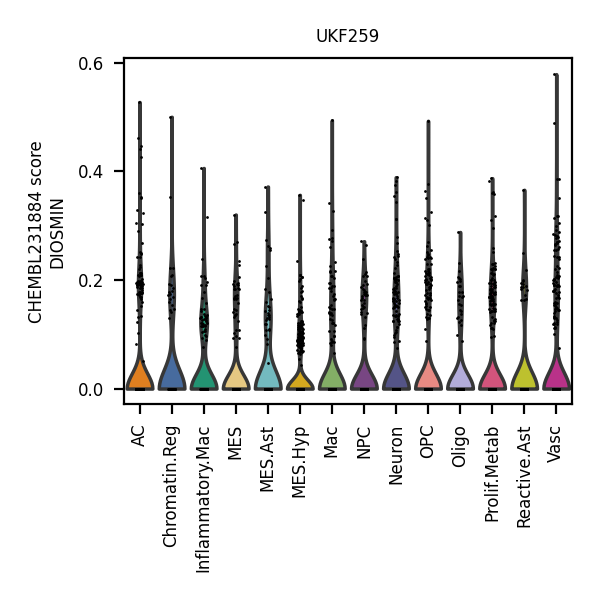 UKF259
CHEMBL231884 score
DIOSMIN
0.6
0.4
0.2
0.0
AC
Chromatin.Reg
Inflammatory.Mac
MES
MES.Ast
MES.Hyp
Mac
NPC
Neuron
OPC
Oligo
Prolif.Metab
Reactive.Ast
Vasc